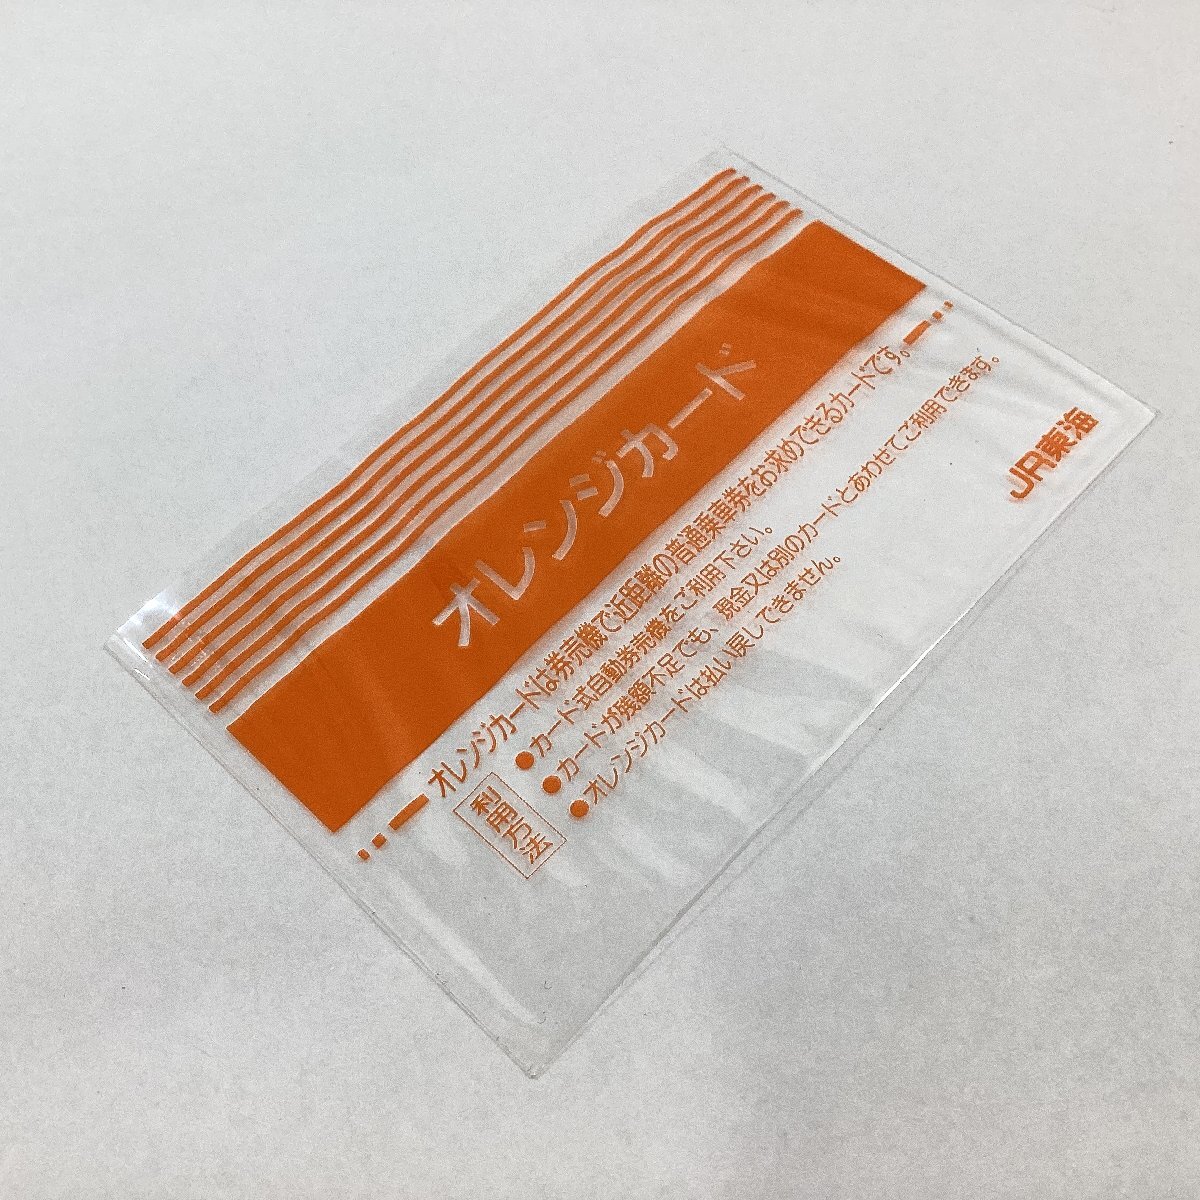 オレンジカード
オレンジカードは券売機で近距離の普通乗車券をお求めできるカードです。
利用方法
●カード式自動券売機をご利用下さい。
●カードが残額不足でも、現金又は別のカードとあわせてご利用できます。
●オレンジカードは払い戻しできません。
JR東海